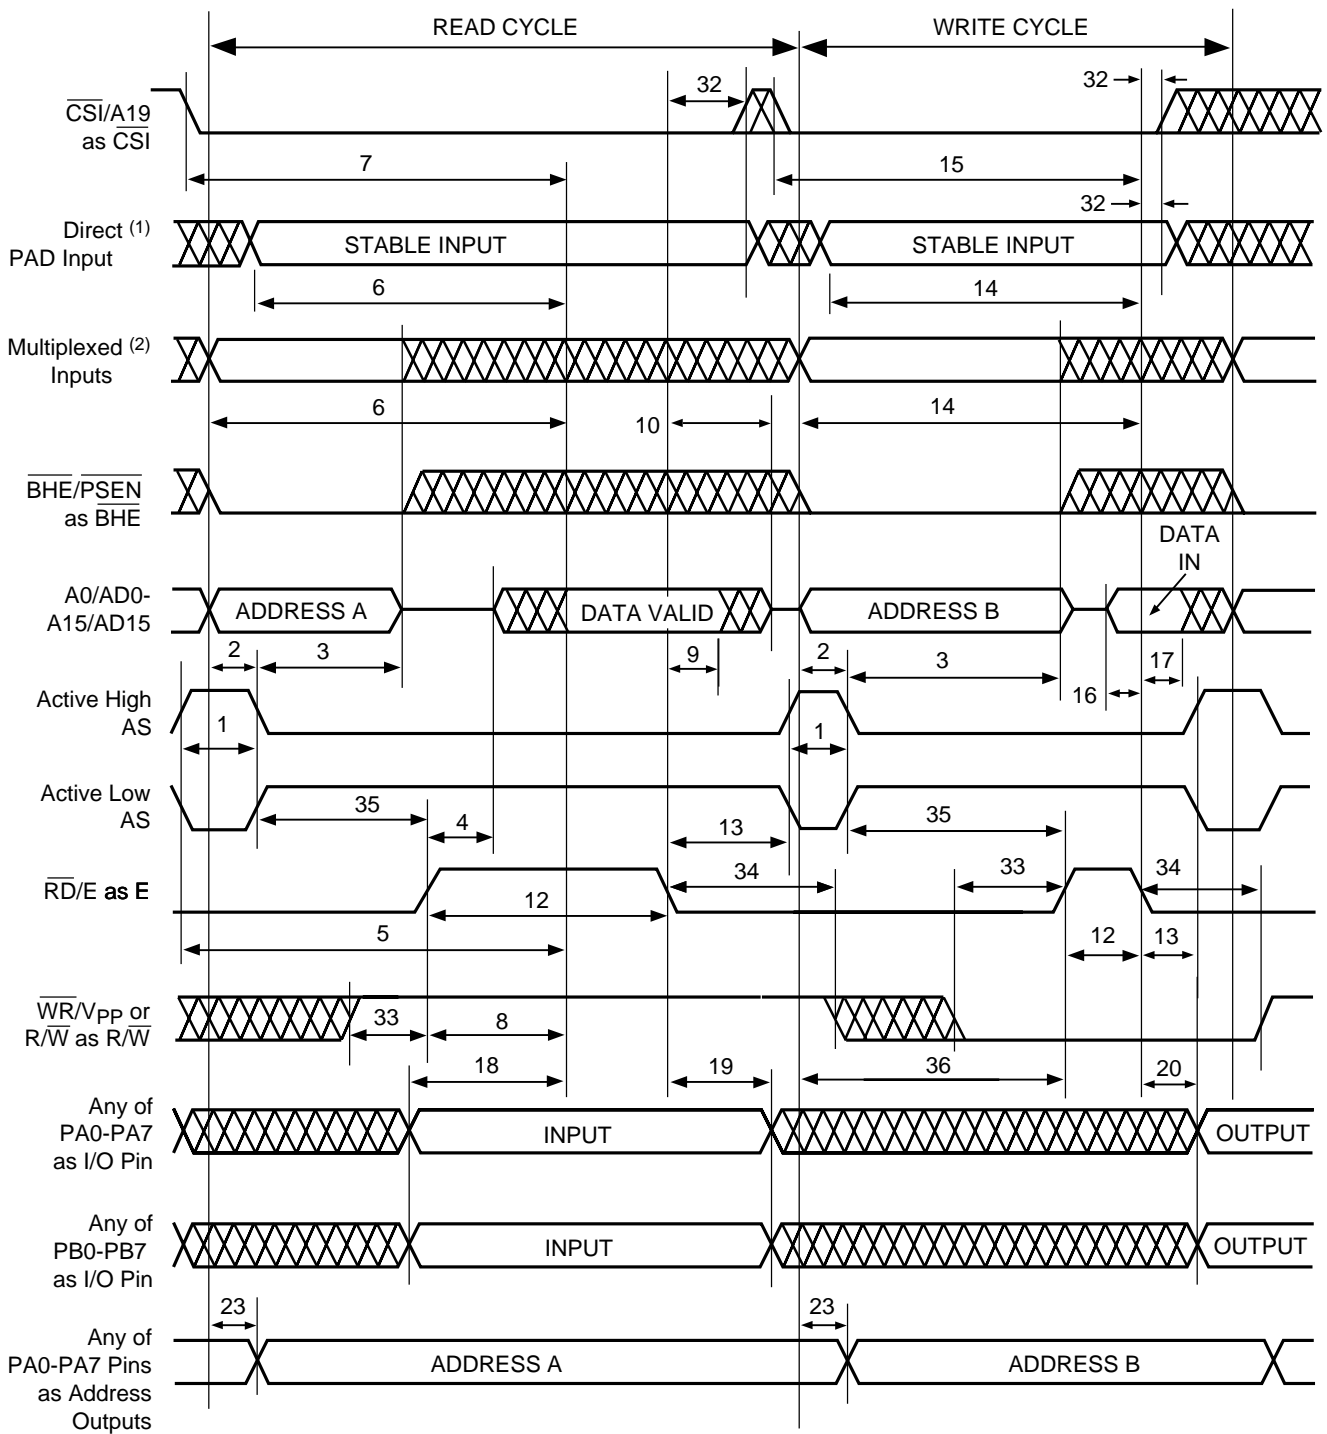 READ CYCLE
WRITE CYCLE
32
32
CSI/A19
as CSI
7
15
32
Direct (1)
PAD Input
STABLE INPUT
STABLE INPUT
6
14
Multiplexed (2)
Inputs
6
10
14
BHE/PSEN
as BHE
DATA
IN
A0/AD0-
A15/AD15
ADDRESS A
DATA VALID
ADDRESS B
2
3
9
2
3
17
16
Active High
AS
1
1
Active Low
AS
35
4
13
35
RD/E as E
12
34
33
34
5
12
13
WR/VPP or
R/W as R/W
33
8
18
19
36
20
Any of
PA0-PA7
as I/O Pin
INPUT
OUTPUT
Any of
PB0-PB7
as I/O Pin
INPUT
OUTPUT
23
23
Any of
PA0-PA7 Pins
as Address
Outputs
ADDRESS A
ADDRESS B